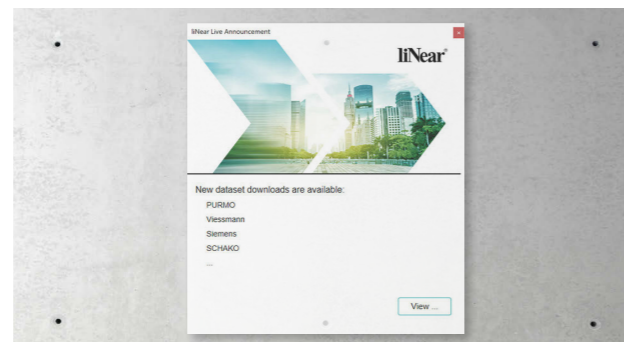 liNear Live Announcement
liNear®
New dataset downloads are available:
PURMO
Viessmann
Siemens
SCHAKO
...
View ...